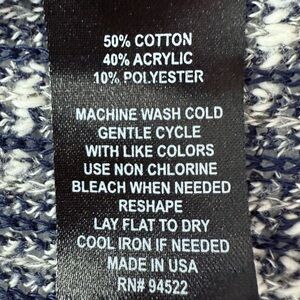 50% COTTON
40% ACRYLIC
10% POLYESTER
MACHINE WASH COLD
GENTLE CYCLE
WITH LIKE COLORS
USE NON CHLORINE
BLEACH WHEN NEEDED
RESHAPE
LAY FLAT TO DRY
COOL IRON IF NEEDED
MADE IN USA
RN# 94522